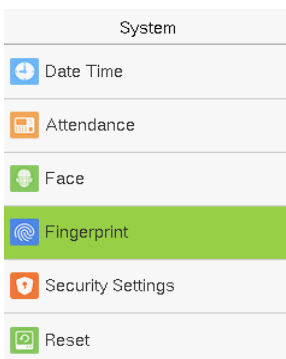 System
Date Time
Attendance
Face
Fingerprint
Security Settings
Reset